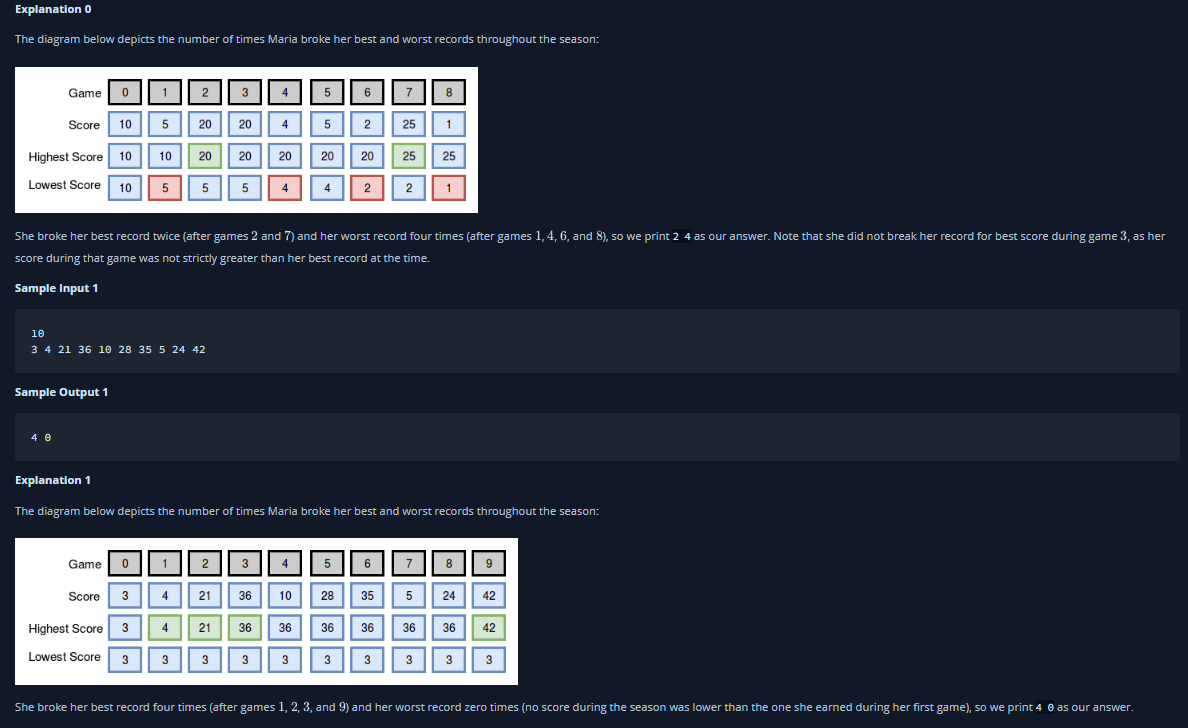 Explanation 0
The diagram below depicts the number of times Maria broke her best and worst records throughout the season:
Game 0 1 2 3 4 5 6 7 8
Score 10 5 20 20 4 5 2 25 1
Highest Score 10 10 20 20 20 20 20 25 25
Lowest Score 10 5 5 5 4 4 2 2 1
She broke her best record twice (after games 2 and 7) and her worst record four times (after games 1, 4, 6, and 8), so we print 2 4 as our answer. Note that she did not break her record for best score during game 3, as her
score during that game was not strictly greater than her best record at the time.
Sample Input 1
10
3 4 21 36 10 28 35 5 24 42
Sample Output 1
4 0
Explanation 1
The diagram below depicts the number of times Maria broke her best and worst records throughout the season:
Game 0 1 2 3 4 5 6 7 8 9
Score 3 4 21 36 10 28 35 5 24 42
Highest Score 3 4 21 36 36 36 36 36 36 42
Lowest Score 3 3 3 3 3 3 3 3 3 3
She broke her best record four times (after games 1, 2, 3, and 9) and her worst record zero times (no score during the season was lower than the one she earned during her first game), so we print 4 0 as our answer.